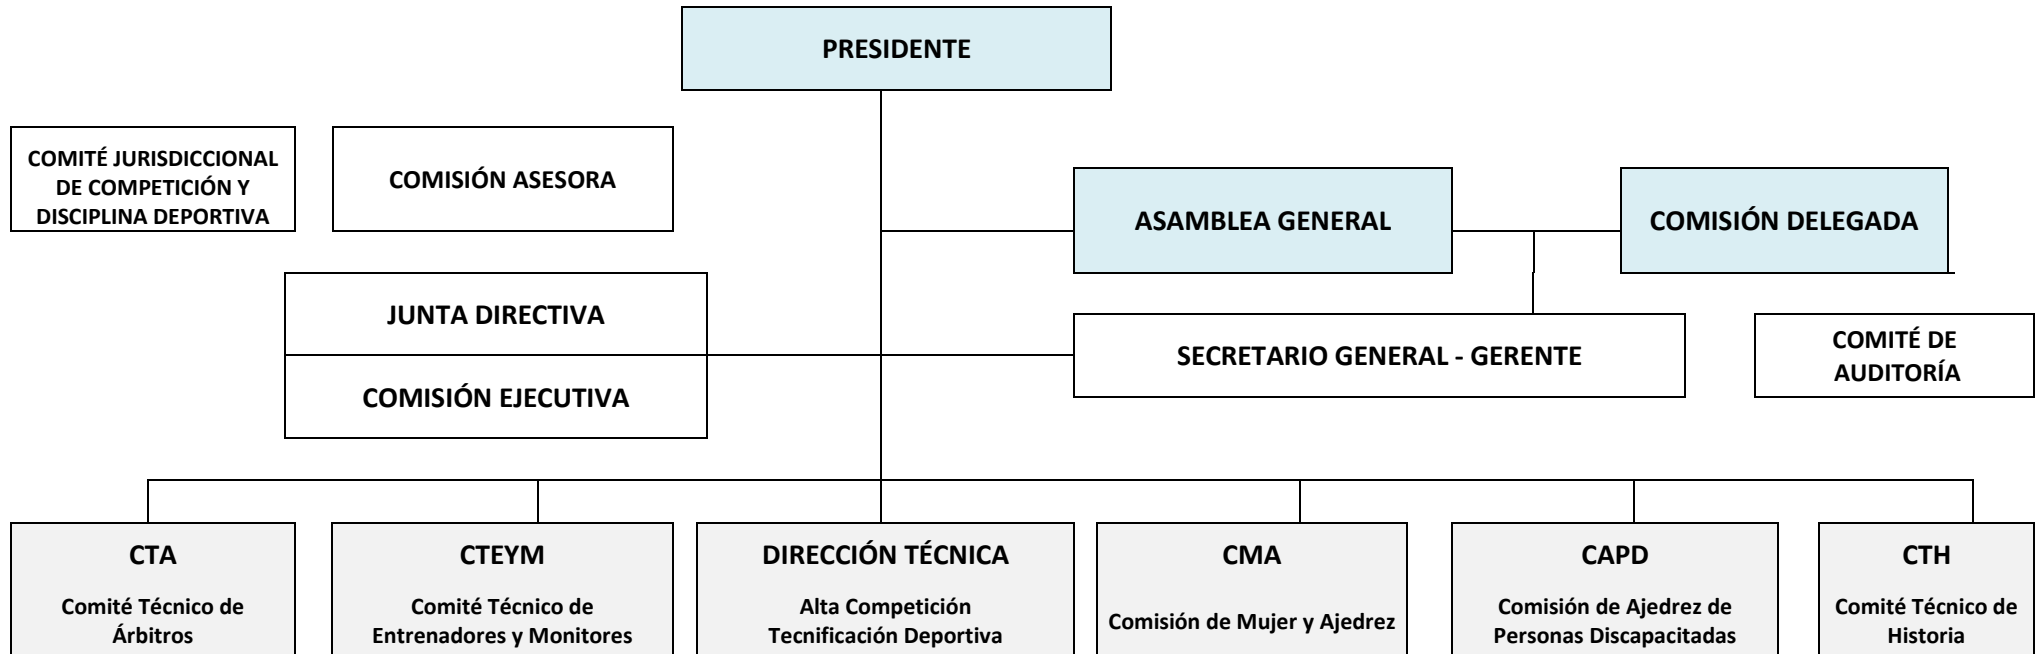 PRESIDENTE
COMITÉ JURISDICCIONAL
DE COMPETICIÓN Y
DISCIPLINA DEPORTIVA
COMISIÓN ASESORA
ASAMBLEA GENERAL
COMISIÓN DELEGADA
JUNTA DIRECTIVA
COMISIÓN EJECUTIVA
SECRETARIO GENERAL - GERENTE
COMITÉ DE
AUDITORÍA
CTA
Comité Técnico de
Árbitros
CTEYM
Comité Técnico de
Entrenadores y Monitores
DIRECCIÓN TÉCNICA
Alta Competición
Tecnificación Deportiva
CMA
Comisión de Mujer y Ajedrez
CAPD
Comisión de Ajedrez de
Personas Discapacitadas
CTH
Comité Técnico de
Historia